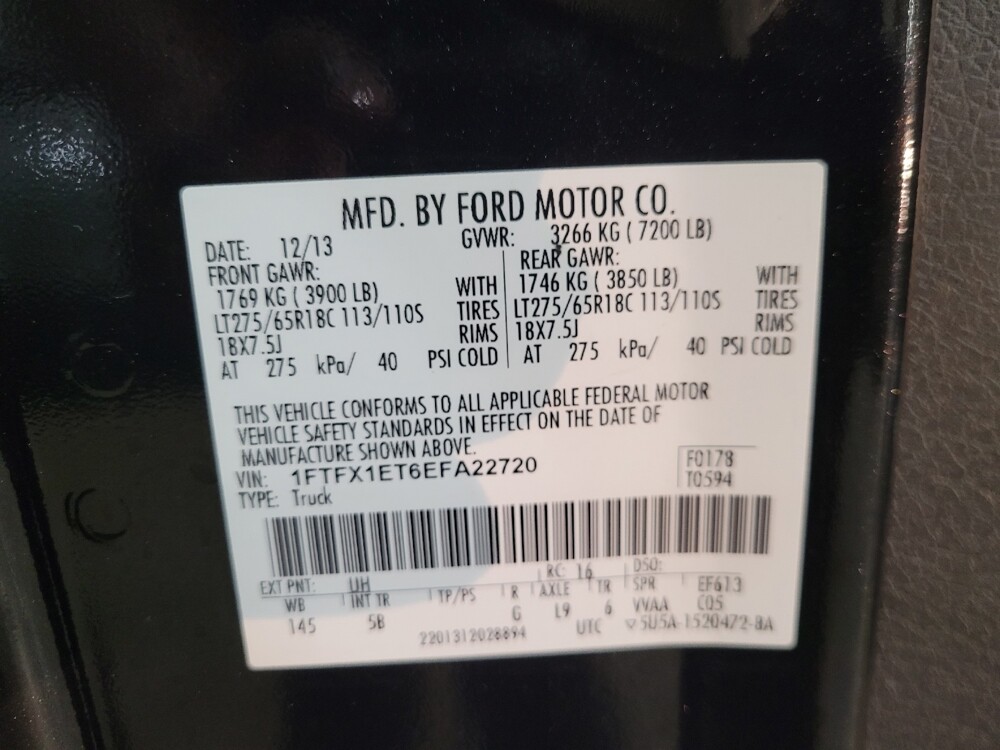 MFD. BY FORD MOTOR CO.
DATE: 12/13 GVWR: 3266 KG ( 7200 LB)
FRONT GAWR: REAR GAWR:
1769 KG ( 3900 LB) WITH 1746 KG ( 3850 LB) WITH
LT275/65R18C 113/110S TIRES LT275/65R18C 113/110S TIRES
18X7.5J RIMS 18X7.5J RIMS
AT 275 kPa/ 40 PSI COLD AT 275 kPa/ 40 PSI COLD
THIS VEHICLE CONFORMS TO ALL APPLICABLE FEDERAL MOTOR
VEHICLE SAFETY STANDARDS IN EFFECT ON THE DATE OF
MANUFACTURE SHOWN ABOVE.
VIN: 1FTFX1ET6EFA22720 F0178
TYPE: Truck T0594
EXT PNT: UH RC: 16 DSO:
WB INT TR TP/PS R AXLE TR SPR EF613
145 5B G L9 6 VVAA C05
2201312028894 UTC ▽ 5U5A-1520472-BA